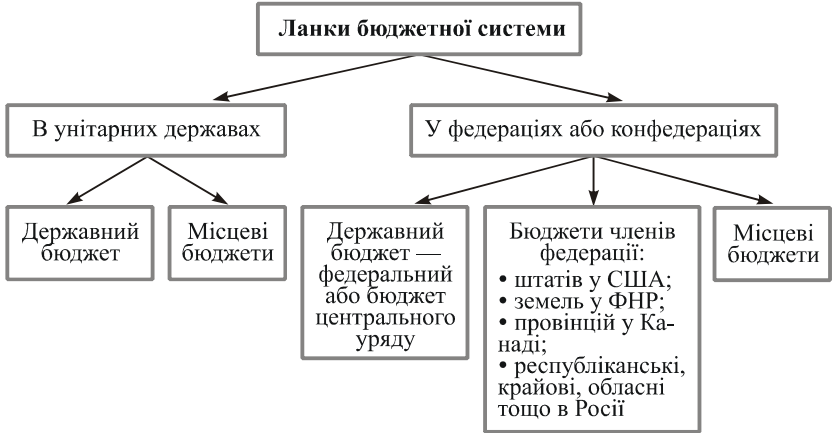 Ланки бюджетної системи
В унітарних державах
У федераціях або конфедераціях
Державний
бюджет
Місцеві
бюджети
Державний
бюджет —
федеральний
або бюджет
центрального
уряду
Бюджети членів
федерації:
• штатів у США;
• земель у ФНР;
• провінцій у Ка-
наді;
• республіканські,
крайові, обласні
тощо в Росії
Місцеві
бюджети